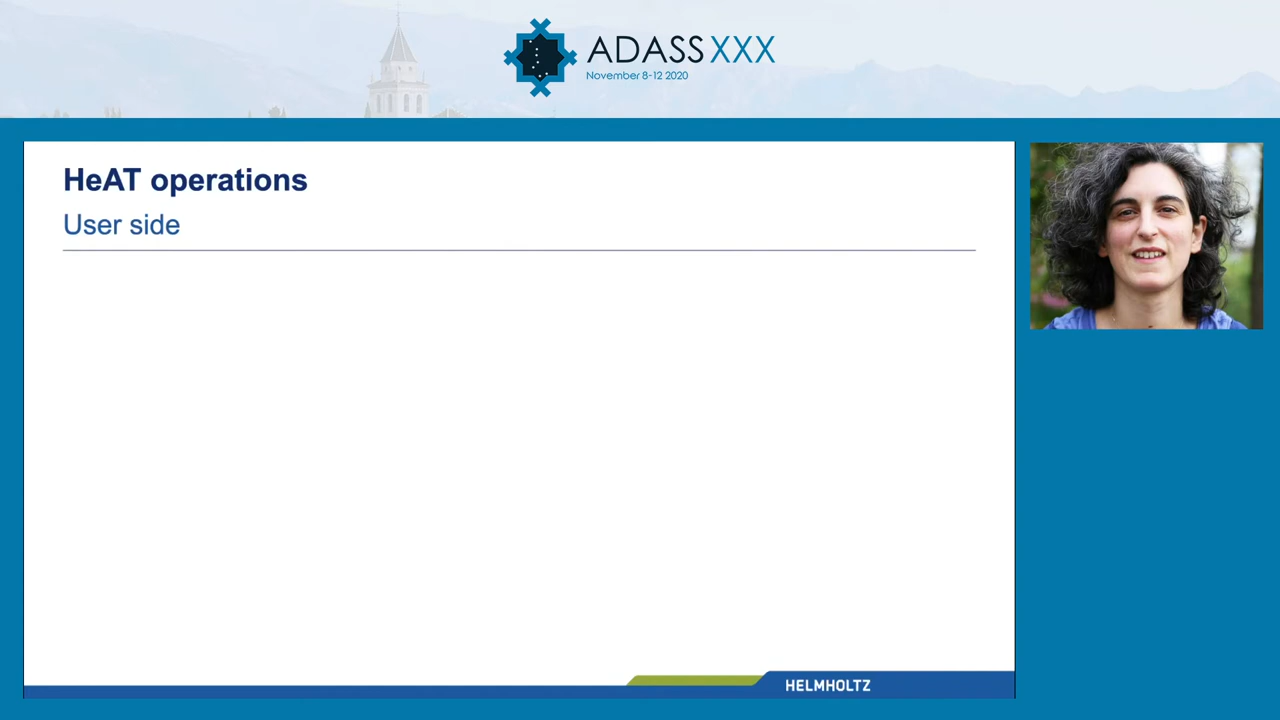 ADASS XXX
November 8-12 2020
HeAT operations
User side
HELMHOLTZ